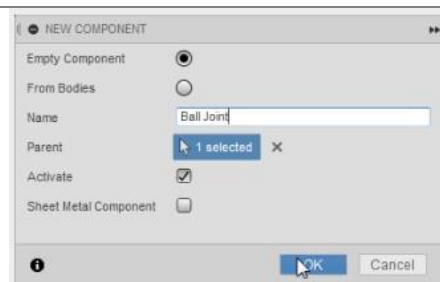 NEW COMPONENT
Empty Component
From Bodies
Name Ball Joint
Parent 1 selected
Activate
Sheet Metal Component
OK Cancel